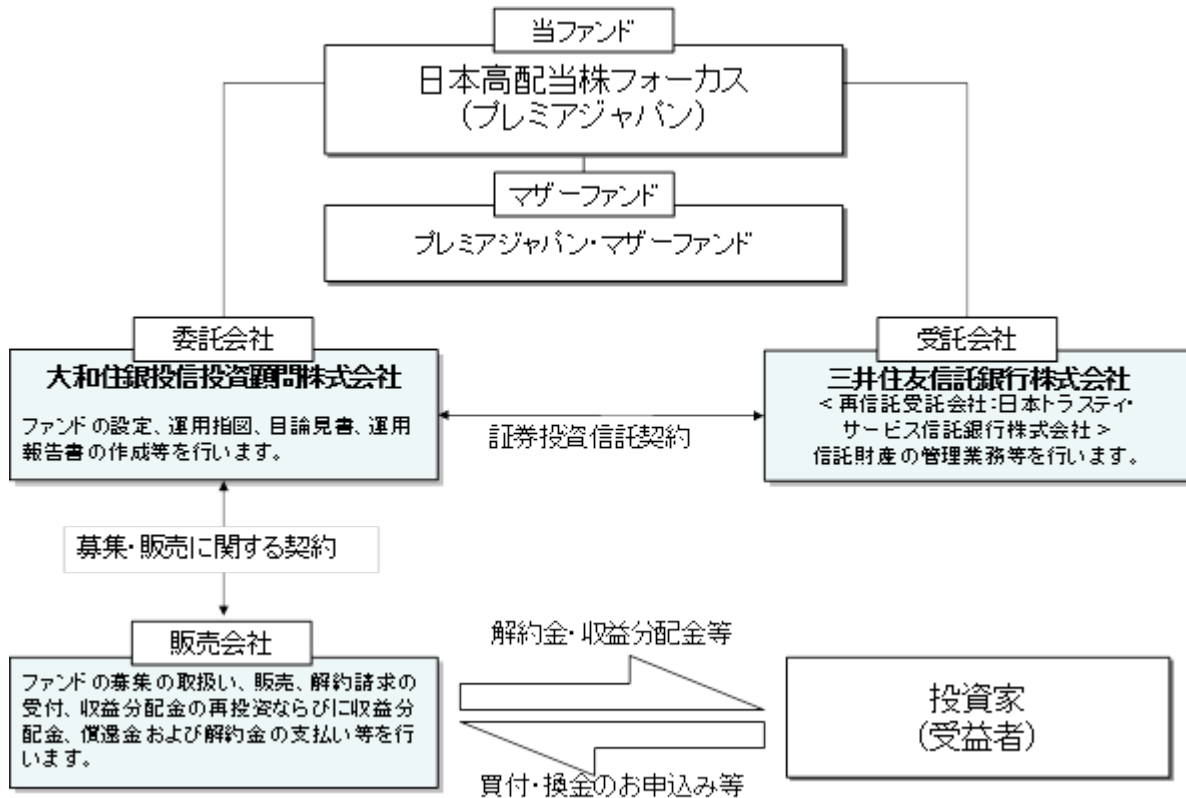 当ファンド
日本高配当株フォーカス
(プレミアジャパン)
マザーファンド
プレミアジャパン・マザーファンド
委託会社
大和住銀投信投資顧問株式会社
ファンドの設定、運用指図、目論見書、運用
報告書の作成等を行います。
証券投資信託契約
受託会社
三井住友信託銀行株式会社
<再信託受託会社:日本トラスティ・
サービス信託銀行株式会社>
信託財産の管理業務等を行います。
募集・販売に関する契約
販売会社
ファンドの募集の取扱い、販売、解約請求の
受付、収益分配金の再投資ならびに収益分
配金、償還金および解約金の支払い等を行
います。
解約金・収益分配金等
買付・換金のお申込み等
投資家
(受益者)